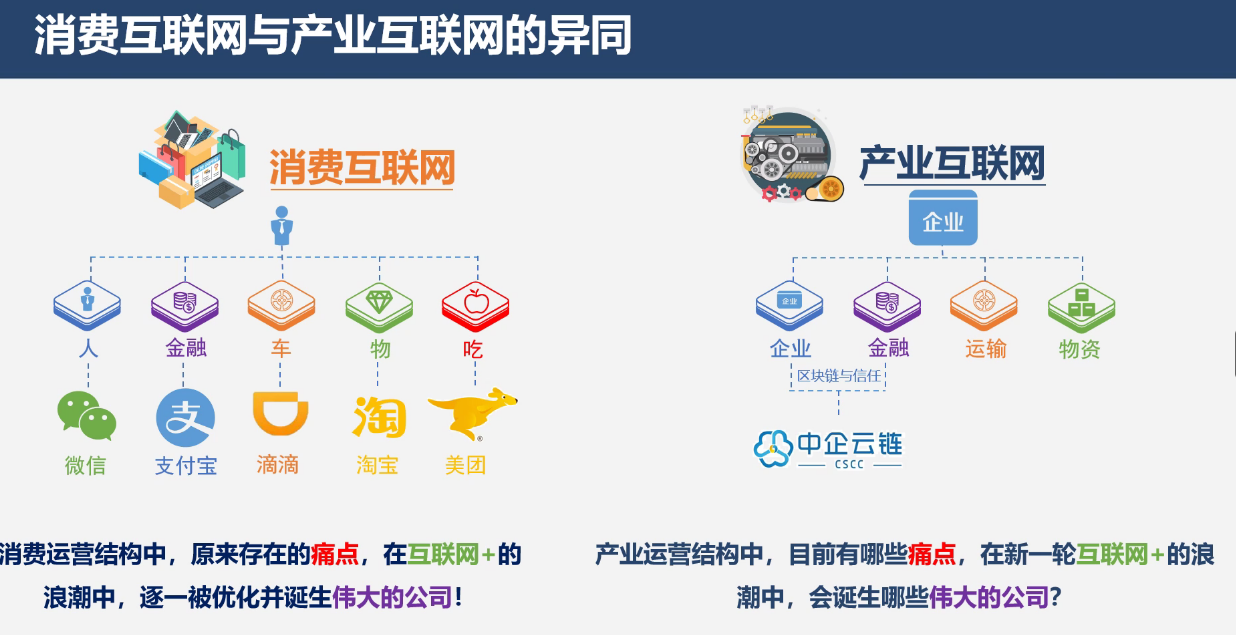 消费互联网与产业互联网的异同
消费互联网
人
金融
车
物
吃
微信
支付宝
滴滴
淘
淘宝
美团
消费运营结构中，原来存在的痛点，在互联网+的
浪潮中，逐一被优化并诞生伟大的公司！
产业互联网
企业
企业
企业
金融
运输
物资
区块链与信任
中企云链
CSCC
产业运营结构中，目前有哪些痛点，在新一轮互联网+的浪
潮中，会诞生哪些伟大的公司？